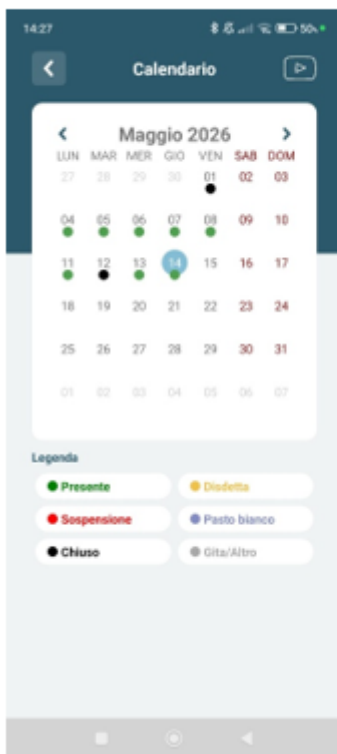 14:27
50%
Calendario
Maggio 2026
LUN MAR MER GIO VEN SAB DOM
27 28 29 30 01 02 03
04 05 06 07 08 09 10
11 12 13 14 15 16 17
18 19 20 21 22 23 24
25 26 27 28 29 30 31
01 02 03 04 05 06 07
Legenda
Presente Disdetta
Sospensione Pasto bianco
Chiuso Gita/Altro